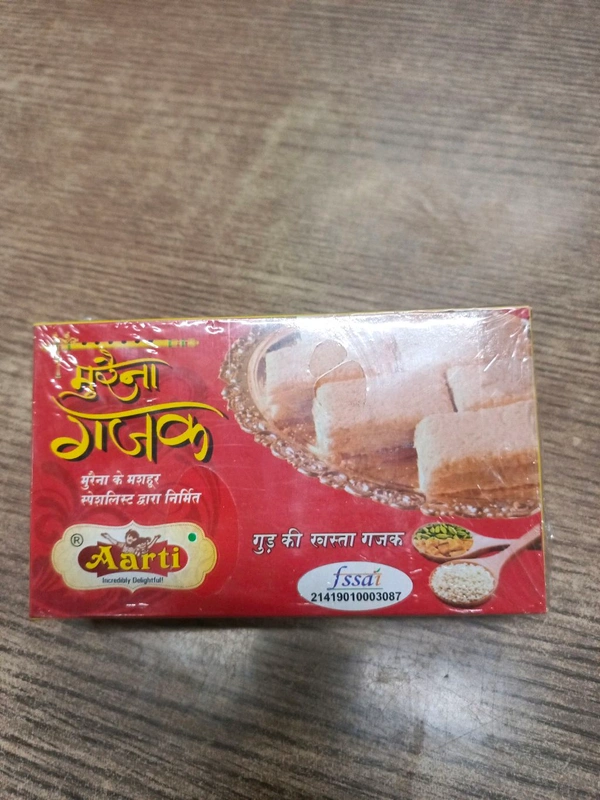 मुरैना
गजक
मुरैना के मशहूर
स्पेशलिस्ट द्वारा निर्मित
®
Aarti
Incredibly Delightful!
गुड़ की खस्ता गजक
fssai
21419010003087